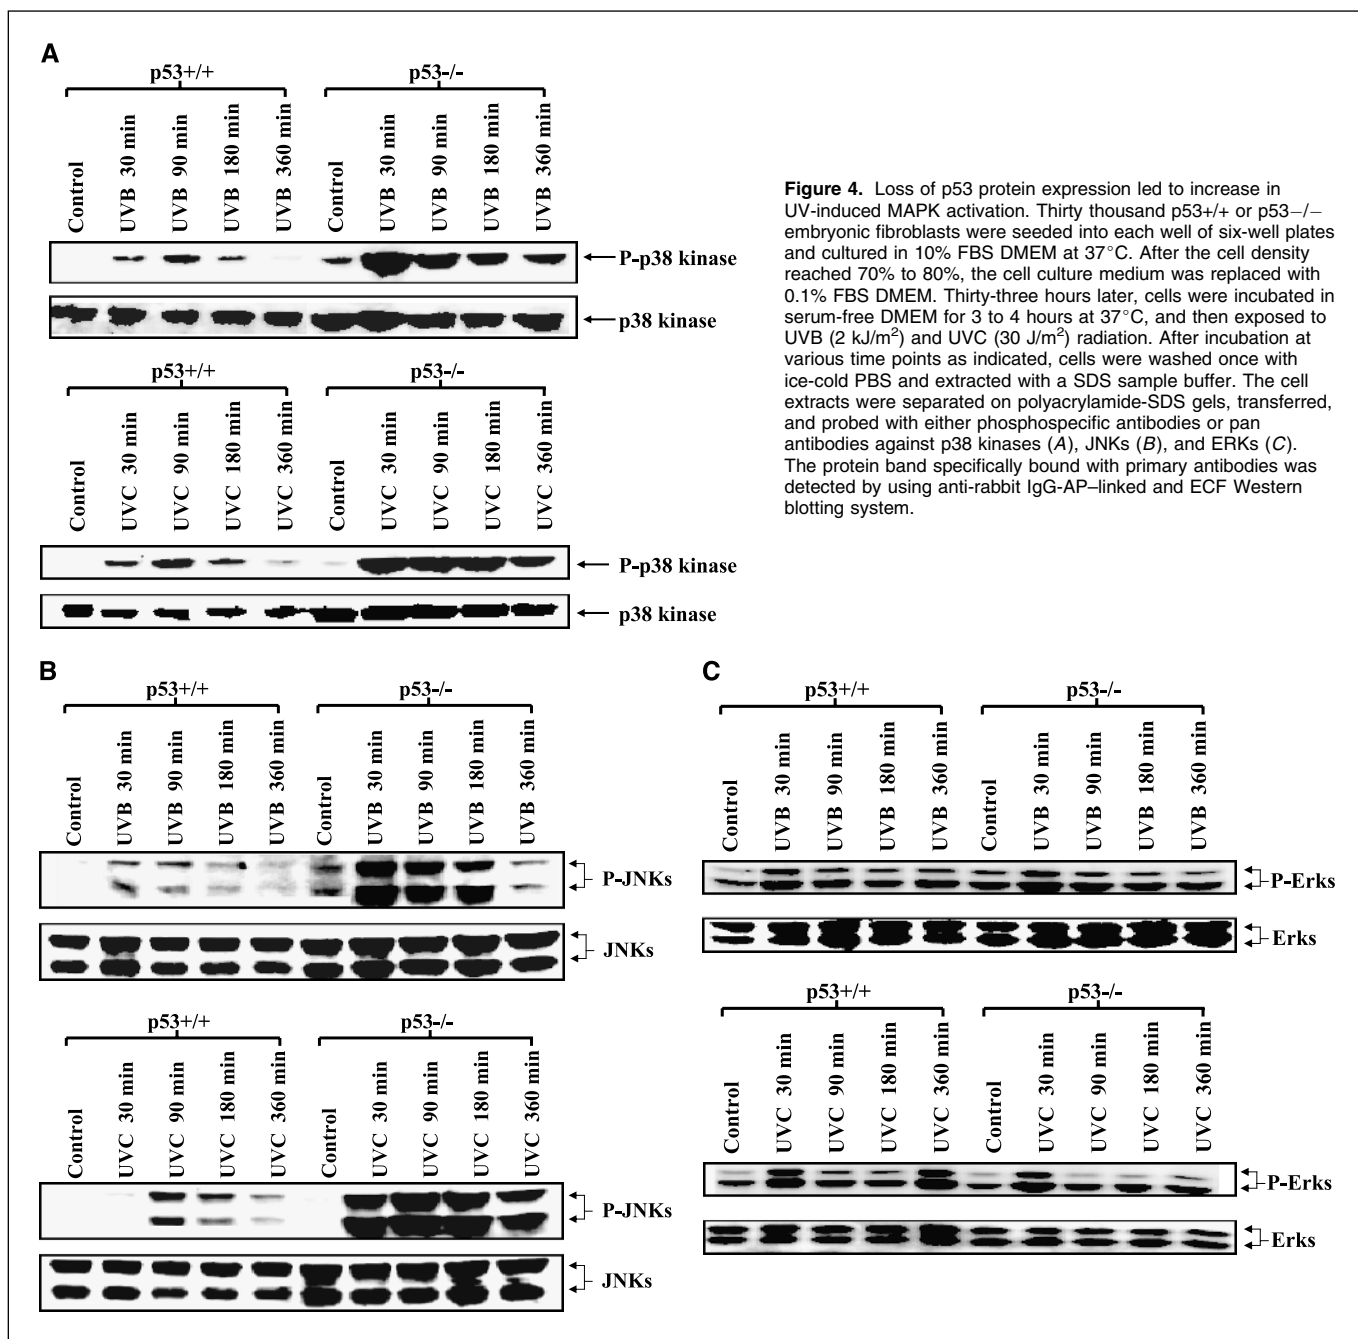 A
p53+/+ p53-/-
Control UVB 30 min UVB 90 min UVB 180 min UVB 360 min Control UVB 30 min UVB 90 min UVB 180 min UVB 360 min
P-p38 kinase
p38 kinase
p53+/+ p53-/-
Control UVC 30 min UVC 90 min UVC 180 min UVC 360 min Control UVC 30 min UVC 90 min UVC 180 min UVC 360 min
P-p38 kinase
p38 kinase
Figure 4. Loss of p53 protein expression led to increase in
UV-induced MAPK activation. Thirty thousand p53+/+ or p53−/−
embryonic fibroblasts were seeded into each well of six-well plates
and cultured in 10% FBS DMEM at 37°C. After the cell density
reached 70% to 80%, the cell culture medium was replaced with
0.1% FBS DMEM. Thirty-three hours later, cells were incubated in
serum-free DMEM for 3 to 4 hours at 37°C, and then exposed to
UVB (2 kJ/m²) and UVC (30 J/m²) radiation. After incubation at
various time points as indicated, cells were washed once with
ice-cold PBS and extracted with a SDS sample buffer. The cell
extracts were separated on polyacrylamide-SDS gels, transferred,
and probed with either phosphospecific antibodies or pan
antibodies against p38 kinases (A), JNKs (B), and ERKs (C).
The protein band specifically bound with primary antibodies was
detected by using anti-rabbit IgG-AP–linked and ECF Western
blotting system.
B
p53+/+ p53-/-
Control UVB 30 min UVB 90 min UVB 180 min UVB 360 min Control UVB 30 min UVB 90 min UVB 180 min UVB 360 min
P-JNKs
JNKs
p53+/+ p53-/-
Control UVC 30 min UVC 90 min UVC 180 min UVC 360 min Control UVC 30 min UVC 90 min UVC 180 min UVC 360 min
P-JNKs
JNKs
C
p53+/+ p53-/-
Control UVB 30 min UVB 90 min UVB 180 min UVB 360 min Control UVB 30 min UVB 90 min UVB 180 min UVB 360 min
P-Erks
Erks
p53+/+ p53-/-
Control UVC 30 min UVC 90 min UVC 180 min UVC 360 min Control UVC 30 min UVC 90 min UVC 180 min UVC 360 min
P-Erks
Erks